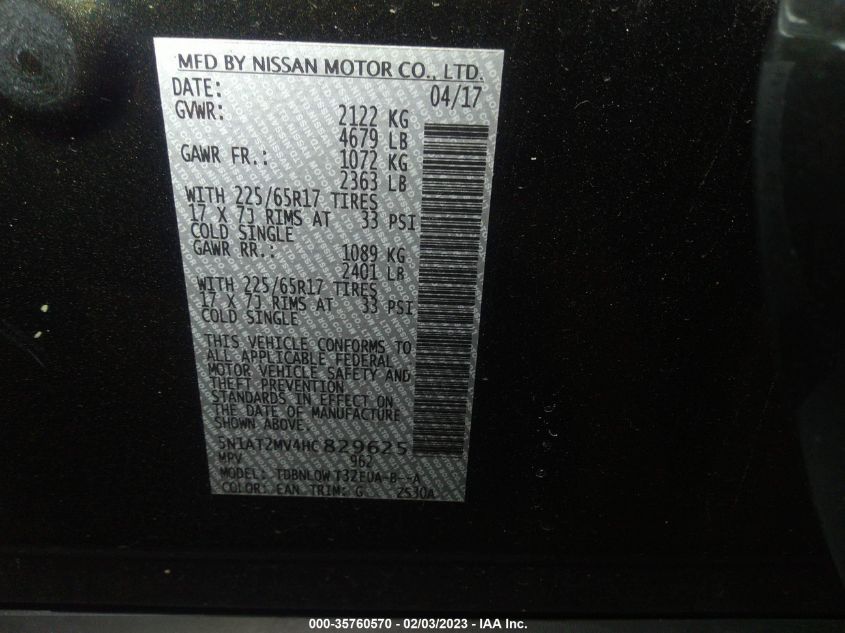 MFD BY NISSAN MOTOR CO., LTD.
DATE: 04/17
GVWR: 2122 KG
4679 LB
GAWR FR.: 1072 KG
2363 LB
WITH 225/65R17 TIRES
17 X 7J RIMS AT 33 PSI
COLD SINGLE
GAWR RR.: 1089 KG
2401 LB
WITH 225/65R17 TIRES
17 X 7J RIMS AT 33 PSI
COLD SINGLE
THIS VEHICLE CONFORMS TO
ALL APPLICABLE FEDERAL
MOTOR VEHICLE SAFETY AND
THEFT PREVENTION
STANDARDS IN EFFECT ON
THE DATE OF MANUFACTURE
SHOWN ABOVE.
5N1AT2MV4HC829625
MPV 962
MODEL: TDBNLOW T32EUA-B--A
COLOR: EAN TRIM: G 2S30A
000-35760570 — 02/03/2023 — IAA Inc.